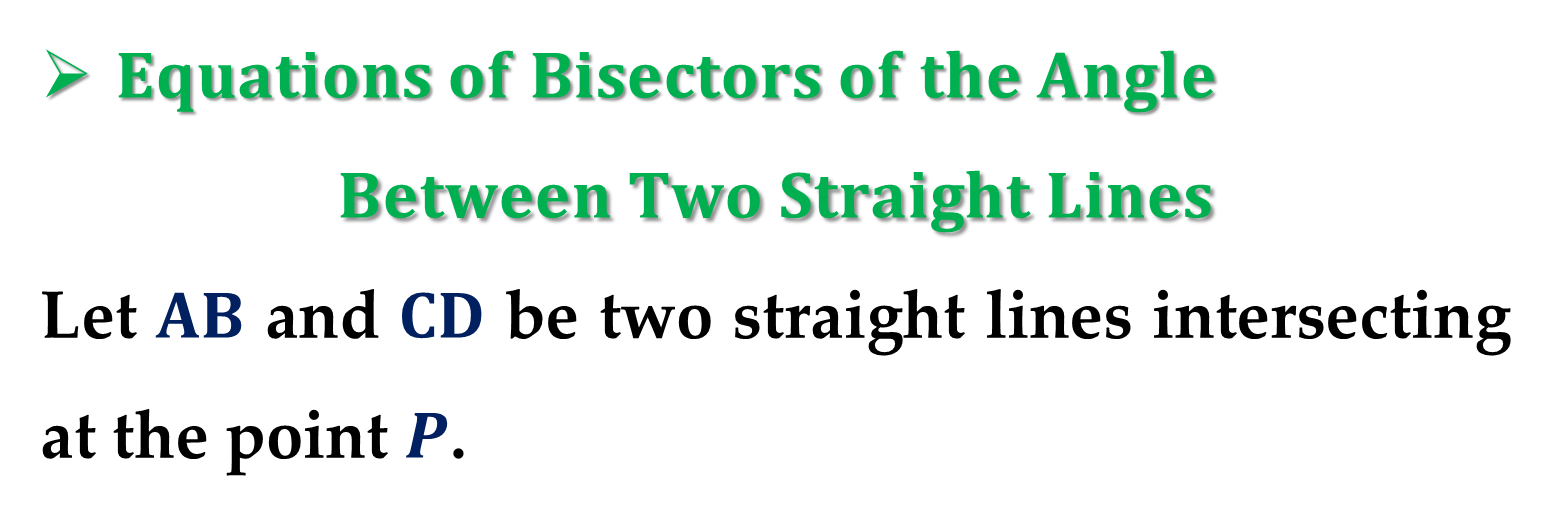 ➢ Equations of Bisectors of the Angle
Between Two Straight Lines
Let AB and CD be two straight lines intersecting
at the point P.